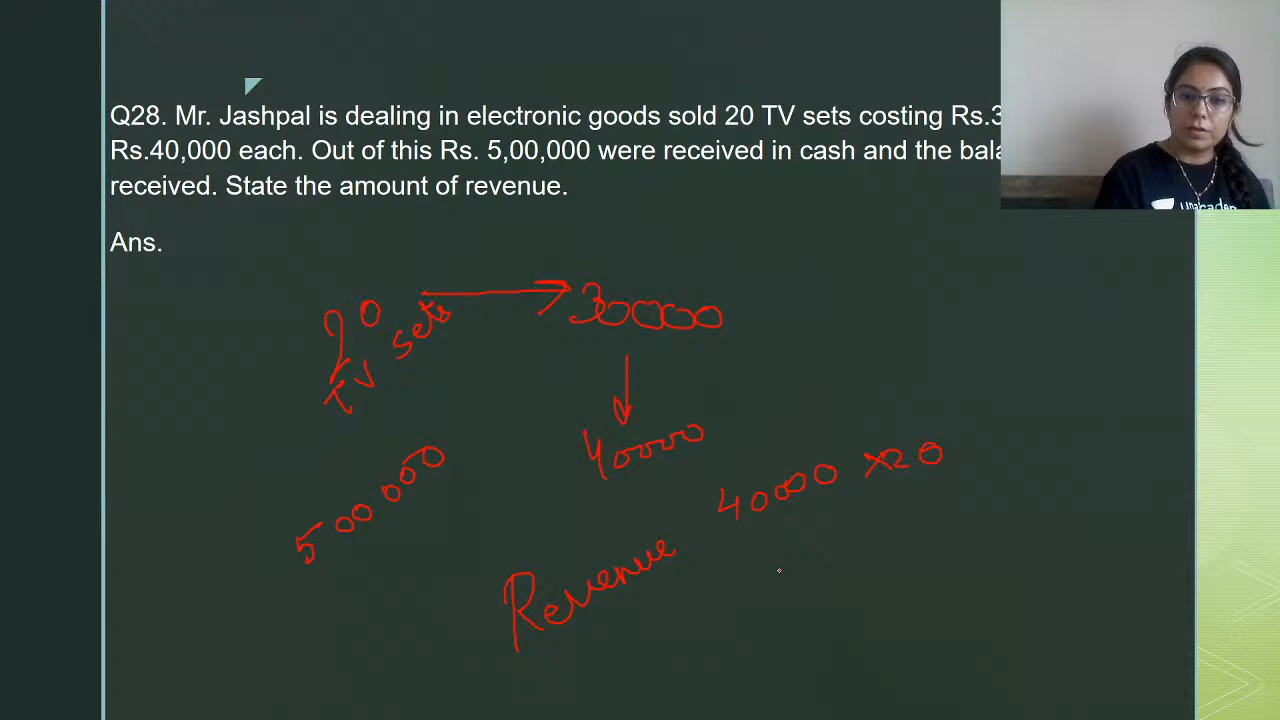 Q28. Mr. Jashpal is dealing in electronic goods sold 20 TV sets costing Rs.3
Rs.40,000 each. Out of this Rs. 5,00,000 were received in cash and the bala
received. State the amount of revenue.
Ans.
20 TV sets
30000
40000
500000
Revenue 40000 x20